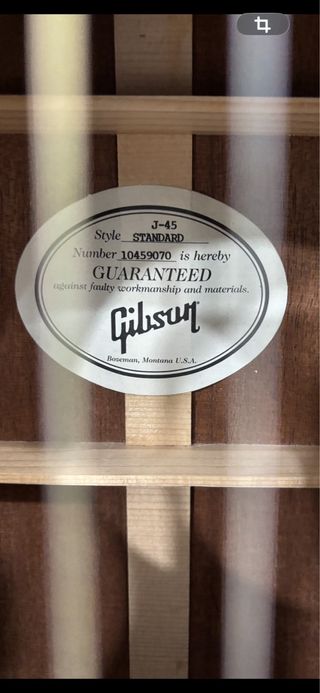 J-45
Style STANDARD
Number 10459070 is hereby
GUARANTEED
against faulty workmanship and materials.
Gibson
Bozeman, Montana U.S.A.